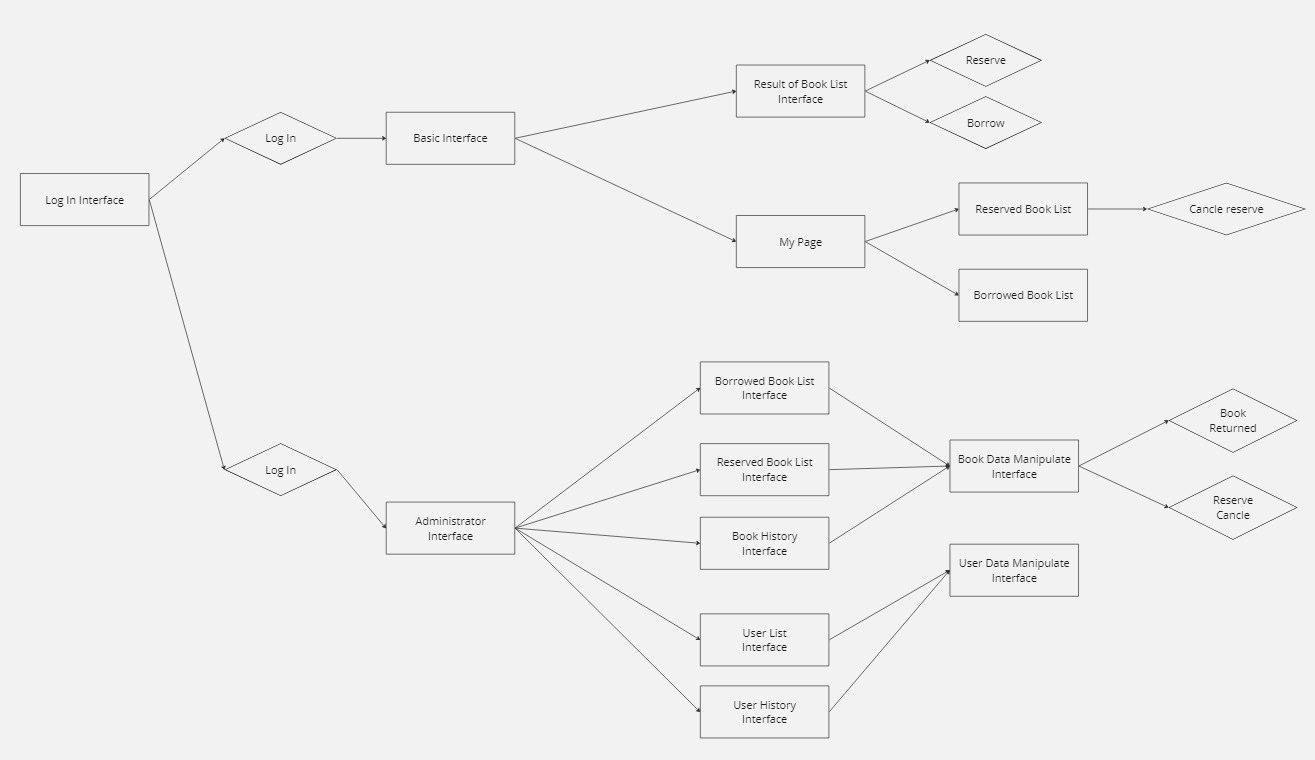 Log In Interface
Log In
Basic Interface
Result of Book List
Interface
Reserve
Borrow
My Page
Reserved Book List
Cancle reserve
Borrowed Book List
Log In
Administrator
Interface
Borrowed Book List
Interface
Reserved Book List
Interface
Book History
Interface
User List
Interface
User History
Interface
Book Data Manipulate
Interface
Book
Returned
Reserve
Cancle
User Data Manipulate
Interface